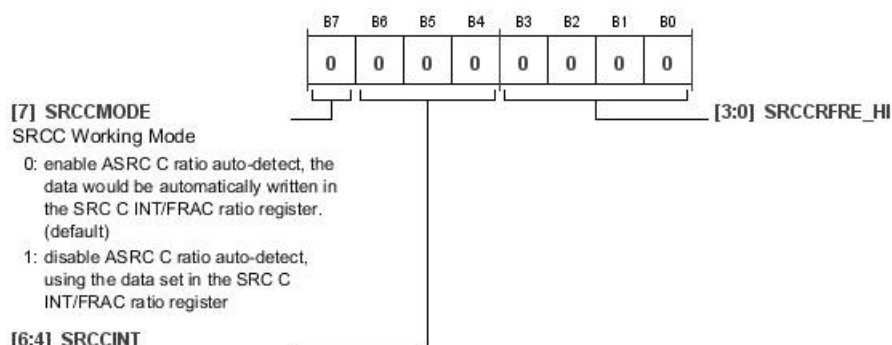 B7 B6 B5 B4 B3 B2 B1 B0
0 0 0 0 0 0 0 0
[7] SRCCMODE
[3:0] SRCCRFRE_HI
SRCC Working Mode
0: enable ASRC C ratio auto-detect, the
data would be automatically written in
the SRC C INT/FRAC ratio register.
(default)
1: disable ASRC C ratio auto-detect,
using the data set in the SRC C
INT/FRAC ratio register
[6:4] SRCCINT